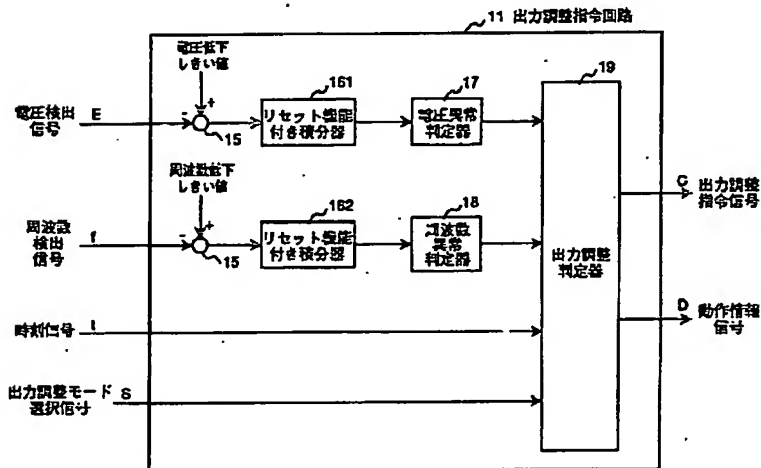 11 出力調整指令回路
電圧低下
しきい値
電圧検出
信号
E
-
+
15
161
リセット機能
付き積分器
17
電圧異常
判定器
19
出力調整
判定器
周波数低下
しきい値
周波数
検出
信号
f
-
+
15
162
リセット機能
付き積分器
18
周波数
異常
判定器
C 出力調整
指令信号
D 動作情報
信号
時刻信号
出力調整モード
選択信号
S